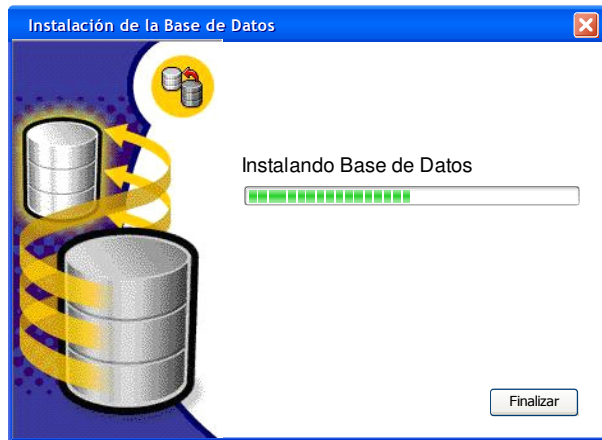 Instalación de la Base de Datos
Instalando Base de Datos
Finalizar